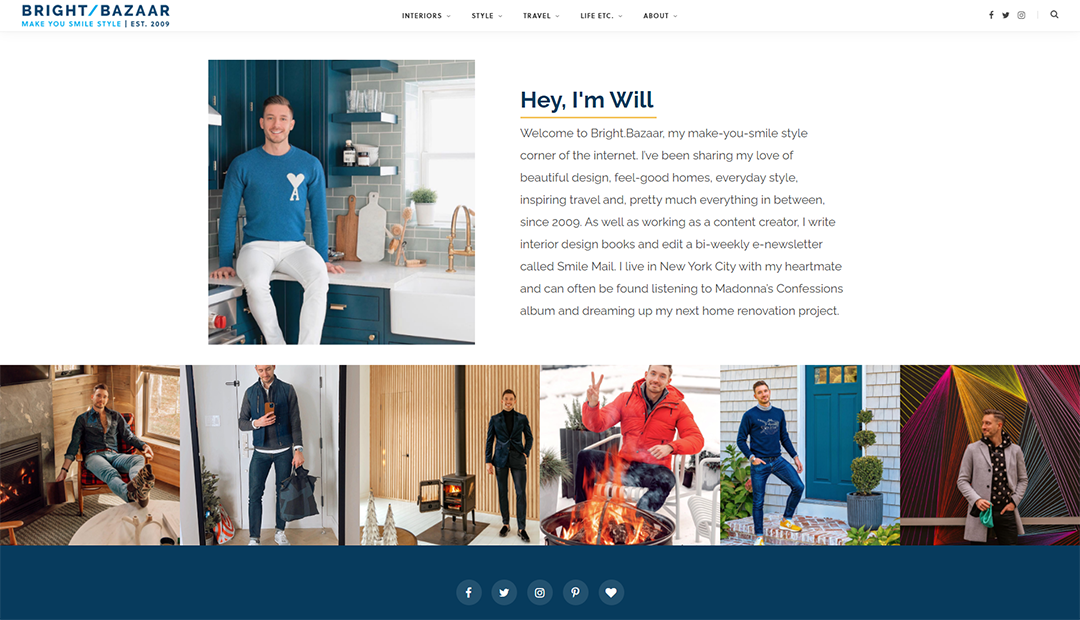 BRIGHT/BAZAAR
MAKE YOU SMILE STYLE | EST. 2009
INTERIORS STYLE TRAVEL LIFE ETC. ABOUT
Hey, I'm Will
Welcome to Bright.Bazaar, my make-you-smile style
corner of the internet. I've been sharing my love of
beautiful design, feel-good homes, everyday style,
inspiring travel and, pretty much everything in between,
since 2009. As well as working as a content creator, I write
interior design books and edit a bi-weekly e-newsletter
called Smile Mail. I live in New York City with my heartmate
and can often be found listening to Madonna's Confessions
album and dreaming up my next home renovation project.